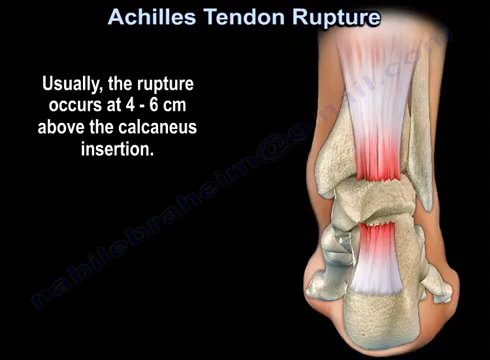 Achilles Tendon Rupture
Usually, the rupture
occurs at 4 - 6 cm
above the calcaneus
insertion.
nabilebraheim@gmail.com